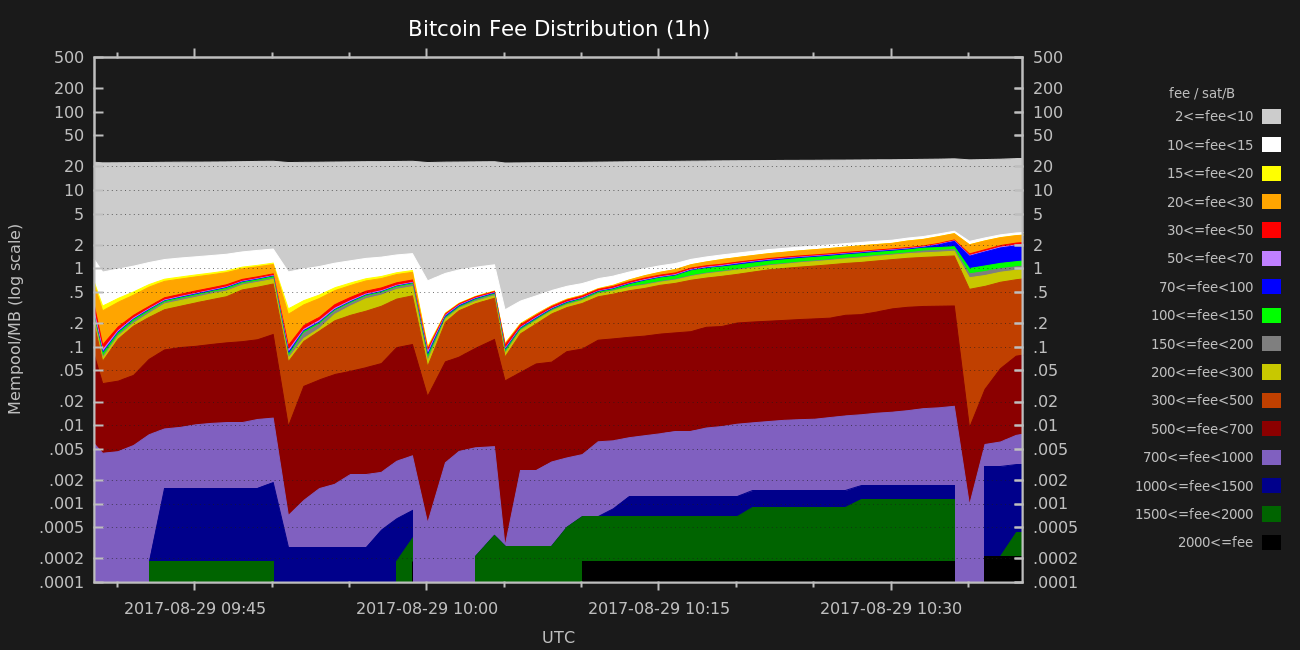 Bitcoin Fee Distribution (1h)
Mempool/MB (log scale)
500
200
100
50
20
10
5
2
1
.5
.2
.1
.05
.02
.01
.005
.002
.001
.0005
.0002
.0001
500
200
100
50
20
10
5
2
1
.5
.2
.1
.05
.02
.01
.005
.002
.001
.0005
.0002
.0001
2017-08-29 09:45
2017-08-29 10:00
2017-08-29 10:15
2017-08-29 10:30
UTC
fee / sat/B
2<=fee<10
10<=fee<15
15<=fee<20
20<=fee<30
30<=fee<50
50<=fee<70
70<=fee<100
100<=fee<150
150<=fee<200
200<=fee<300
300<=fee<500
500<=fee<700
700<=fee<1000
1000<=fee<1500
1500<=fee<2000
2000<=fee